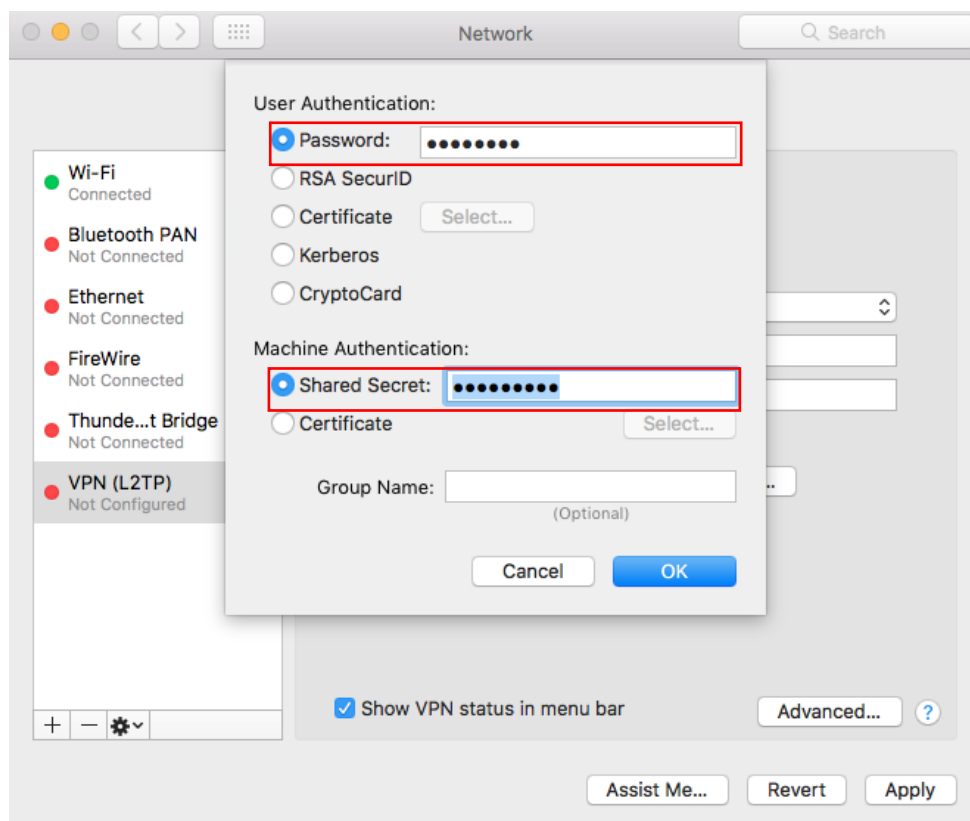 Network
Search
User Authentication:
Password: ••••••••
RSA SecurID
Certificate Select...
Kerberos
CryptoCard
Machine Authentication:
Shared Secret: •••••••••
Certificate Select...
Group Name:
(Optional)
Cancel OK
Wi-Fi
Connected
Bluetooth PAN
Not Connected
Ethernet
Not Connected
FireWire
Not Connected
Thunde...t Bridge
Not Connected
VPN (L2TP)
Not Configured
..
Show VPN status in menu bar
Advanced... ?
Assist Me... Revert Apply